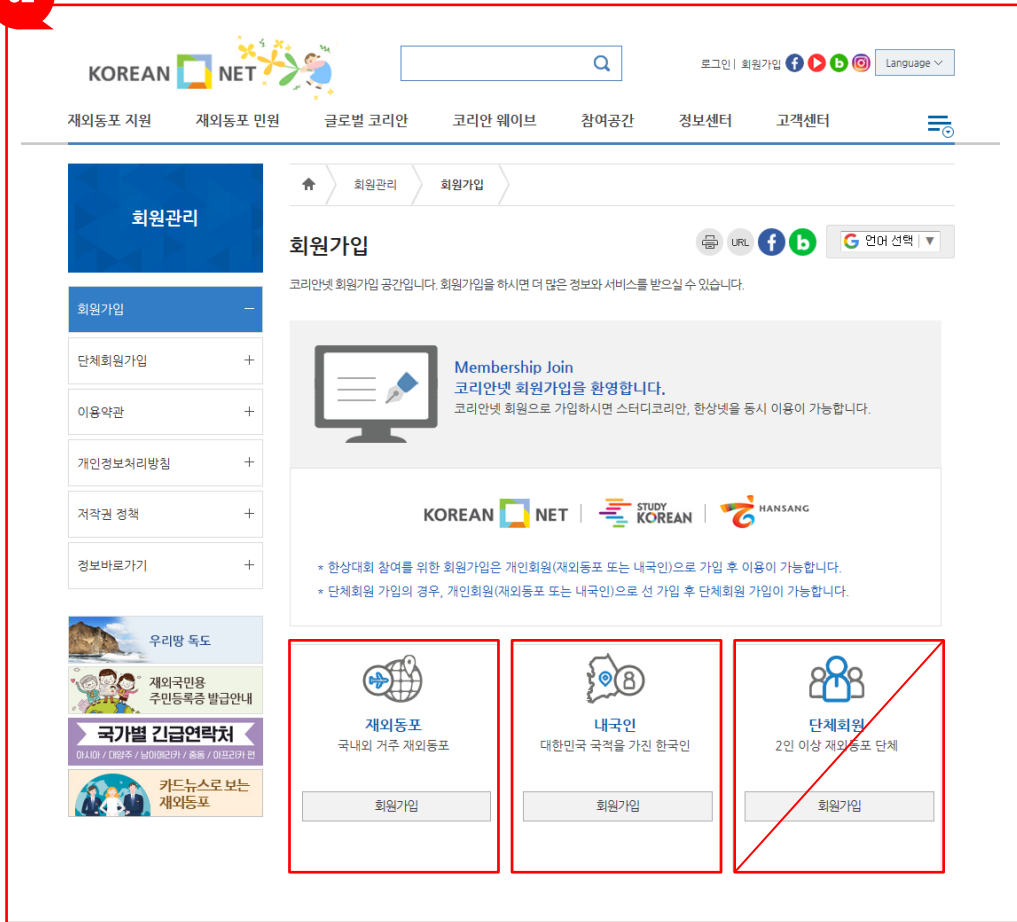 02
KOREAN NET
로그인 | 회원가입
Language
재외동포 지원 재외동포 민원 글로벌 코리안 코리안 웨이브 참여공간 정보센터 고객센터
회원관리
회원가입
단체회원가입
이용약관
개인정보처리방침
저작권 정책
정보바로가기
우리땅 독도
재외국민용
주민등록증 발급안내
국가별 긴급연락처
아시아 / 대양주 / 남아메리카 / 중동 / 아프리카 편
카드뉴스로 보는
재외동포
회원관리 회원가입
회원가입
URL
언어 선택 ▼
코리안넷 회원가입 공간입니다. 회원가입을 하시면 더 많은 정보와 서비스를 받으실 수 있습니다.
Membership Join
코리안넷 회원가입을 환영합니다.
코리안넷 회원으로 가입하시면 스터디코리안, 한상넷을 동시 이용이 가능합니다.
KOREAN NET | STUDY KOREAN | HANSANG
* 한상대회 참여를 위한 회원가입은 개인회원(재외동포 또는 내국인)으로 가입 후 이용이 가능합니다.
* 단체회원 가입의 경우, 개인회원(재외동포 또는 내국인)으로 선 가입 후 단체회원 가입이 가능합니다.
재외동포
국내외 거주 재외동포
회원가입
내국인
대한민국 국적을 가진 한국인
회원가입
단체회원
2인 이상 재외동포 단체
회원가입